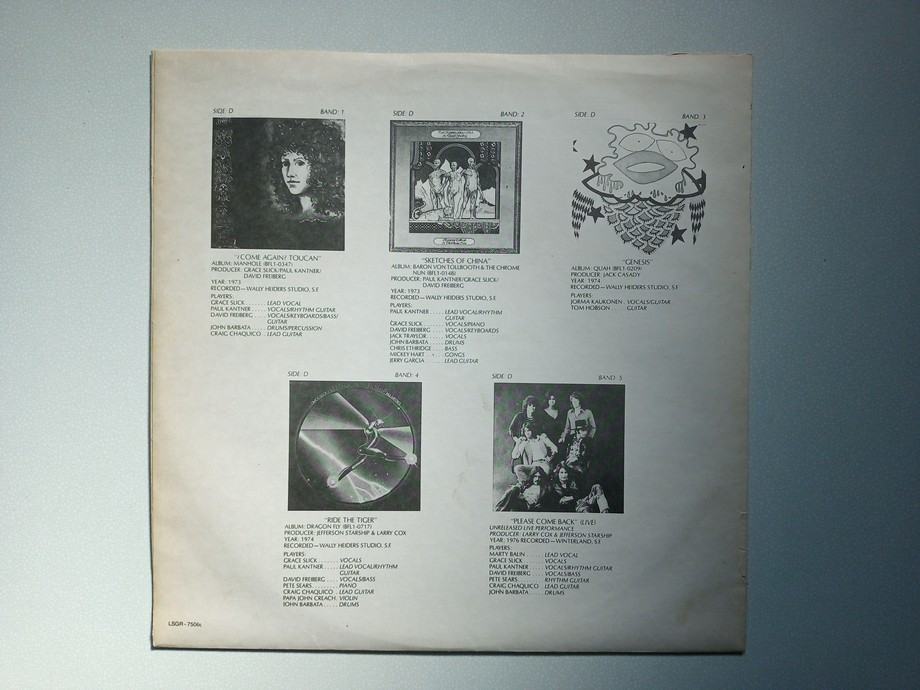 SIDE: D BAND: 1
"¿COME AGAIN? TOUCAN"
ALBUM: MANHOLE (BFL1-0347)
PRODUCER: GRACE SLICK/PAUL KANTNER/
DAVID FREIBERG
YEAR: 1973
RECORDED—WALLY HEIDERS STUDIO, S.F.
PLAYERS:
GRACE SLICK . . . . . . LEAD VOCAL
PAUL KANTNER . . . . VOCALS/RHYTHM GUITAR
DAVID FREIBERG . . . VOCALS/KEYBOARDS/BASS/
GUITAR
JOHN BARBATA . . . . DRUMS/PERCUSSION
CRAIG CHAQUICO . . LEAD GUITAR
SIDE: D BAND: 2
"SKETCHES OF CHINA"
ALBUM: BARON VON TOLLBOOTH & THE CHROME
NUN (BFL1-0148)
PRODUCER: PAUL KANTNER/GRACE SLICK/
DAVID FREIBERG
YEAR: 1973
RECORDED—WALLY HEIDERS STUDIO, S.F.
PLAYERS:
PAUL KANTNER . . . . LEAD VOCAL/RHYTHM
GUITAR
GRACE SLICK . . . . . . VOCALS/PIANO
DAVID FREIBERG . . . VOCALS/KEYBOARDS
JACK TRAYLOR . . . . . VOCALS
JOHN BARBATA . . . . DRUMS
CHRIS ETHRIDGE . . . BASS
MICKEY HART . . . GONGS
JERRY GARCIA . . . . . LEAD GUITAR
SIDE: D BAND: 3
"GENESIS"
ALBUM: QUAH (BFL1-0209)
PRODUCER: JACK CASADY
YEAR: 1974
RECORDED—WALLY HEIDERS STUDIO, S.F.
PLAYERS:
JORMA KAUKONEN . VOCALS/GUITAR
TOM HOBSON . . . . . GUITAR
SIDE: D BAND: 4
"RIDE THE TIGER"
ALBUM: DRAGON FLY (BFL1-0717)
PRODUCER: JEFFERSON STARSHIP & LARRY COX
YEAR: 1974
RECORDED—WALLY HEIDERS STUDIO, S.F.
PLAYERS:
GRACE SLICK . . . . . . VOCALS
PAUL KANTNER . . . . LEAD VOCAL/RHYTHM
GUITAR
DAVID FREIBERG . . . VOCALS/BASS
PETE SEARS . . . . . . . PIANO
CRAIG CHAQUICO . . LEAD GUITAR
PAPA JOHN CREACH . VIOLIN
JOHN BARBATA . . . . DRUMS
SIDE: D BAND: 5
"PLEASE COME BACK" (LIVE)
UNRELEASED LIVE PERFORMANCE
PRODUCER: LARRY COX & JEFFERSON STARSHIP
YEAR: 1976 RECORDED—WINTERLAND, S.F.
PLAYERS:
MARTY BALIN . . . . . LEAD VOCAL
GRACE SLICK . . . . . . VOCALS
PAUL KANTNER . . . . VOCALS/RHYTHM GUITAR
DAVID FREIBERG . . . VOCALS/BASS
PETE SEARS . . . . . . . RHYTHM GUITAR
CRAIG CHAQUICO . . LEAD GUITAR
JOHN BARBATA . . . . DRUMS